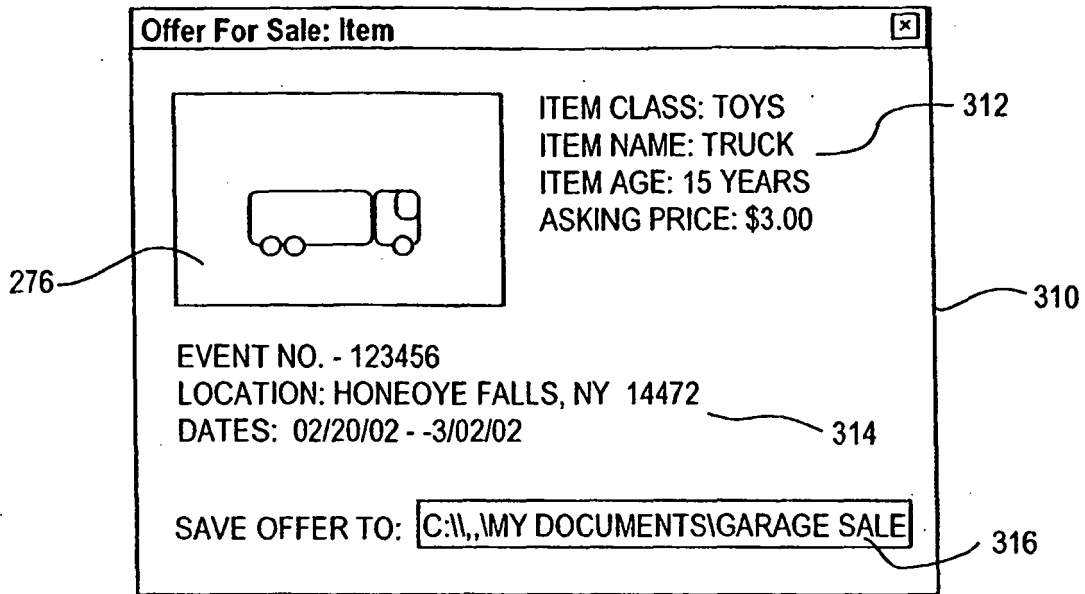 Offer For Sale: Item
ITEM CLASS: TOYS
312
ITEM NAME: TRUCK
ITEM AGE: 15 YEARS
ASKING PRICE: $3.00
276
310
EVENT NO. - 123456
LOCATION: HONEOYE FALLS, NY 14472
DATES: 02/20/02 - -3/02/02
314
SAVE OFFER TO: C:\\,,\MY DOCUMENTS\GARAGE SALE
316